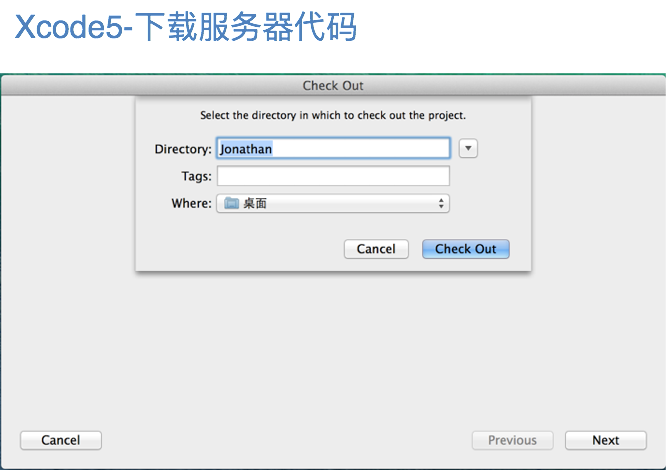 Xcode5-下载服务器代码
Check Out
Select the directory in which to check out the project.
Directory: Jonathan
Tags:
Where: 桌面
Cancel Check Out
Cancel Previous Next